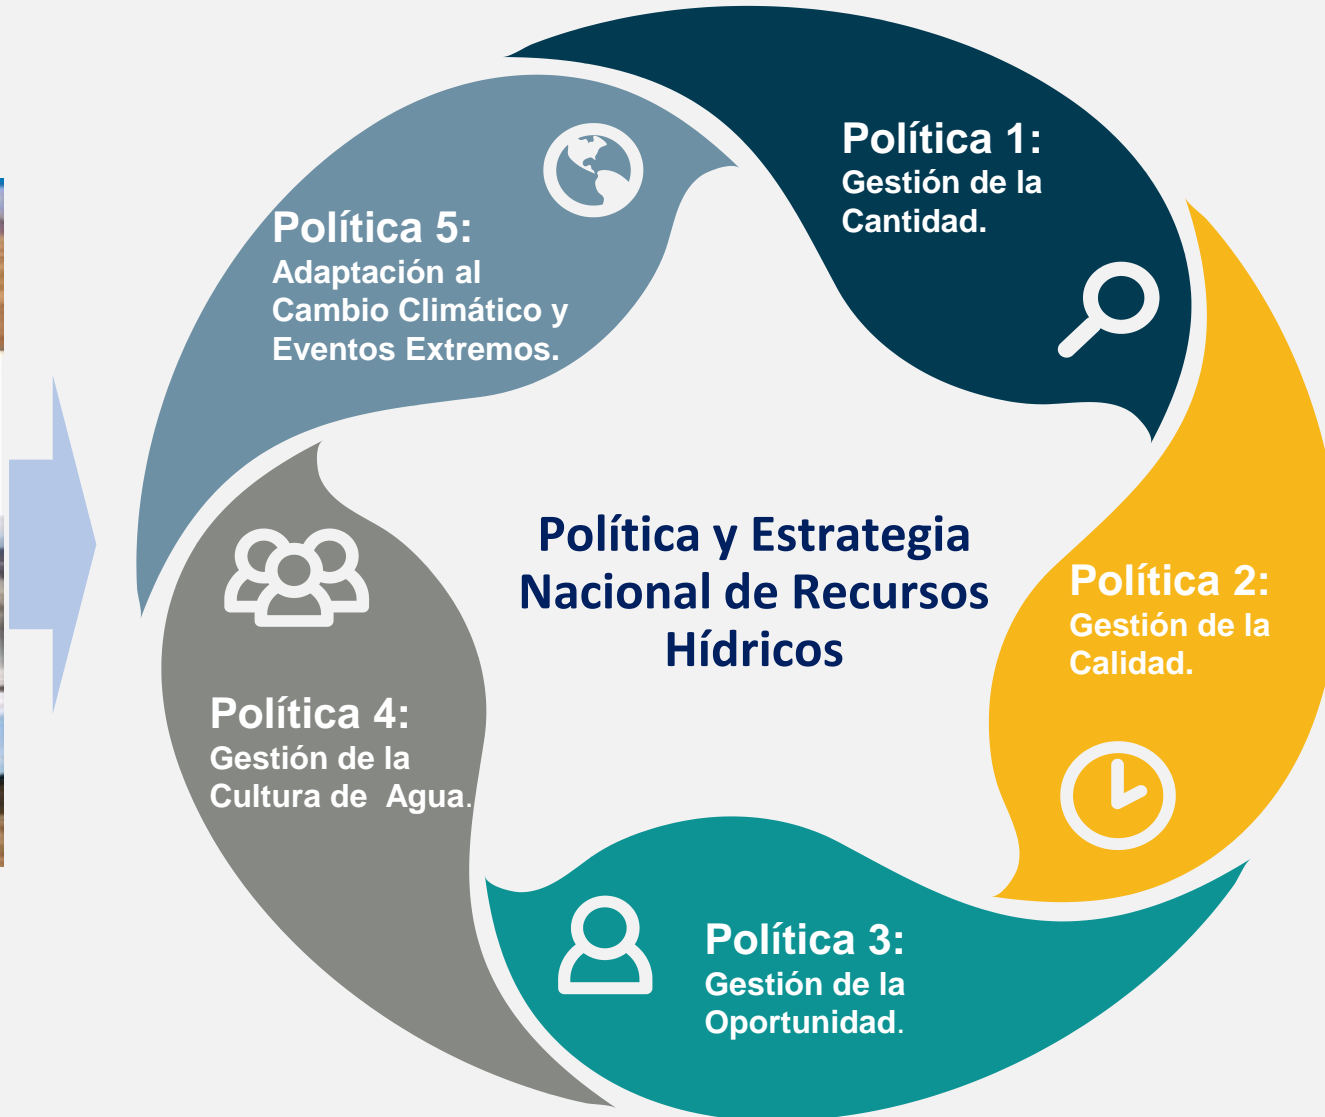 Política 1:
Gestión de la
Cantidad.
Política 2:
Gestión de la
Calidad.
Política 3:
Gestión de la
Oportunidad.
Política 4:
Gestión de la
Cultura de  Agua.
Política 5:
Adaptación al
Cambio Climático y
Eventos Extremos.
Política y Estrategia
Nacional de Recursos
Hídricos